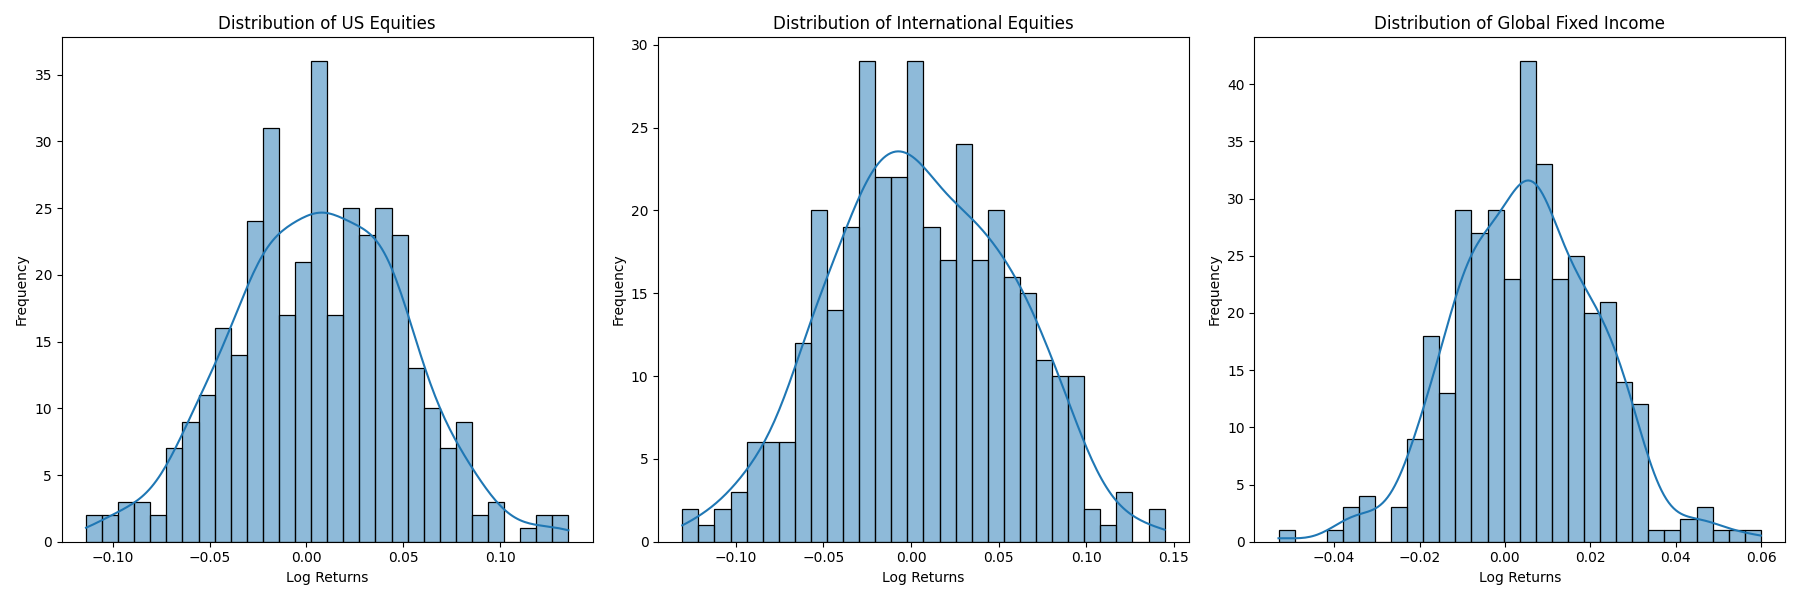 Distribution of US Equities
35
30
25
20
15
10
5
0
Frequency
−0.10 −0.05 0.00 0.05 0.10
Log Returns
Distribution of International Equities
30
25
20
15
10
5
0
Frequency
−0.10 −0.05 0.00 0.05 0.10 0.15
Log Returns
Distribution of Global Fixed Income
40
35
30
25
20
15
10
5
0
Frequency
−0.04 −0.02 0.00 0.02 0.04 0.06
Log Returns